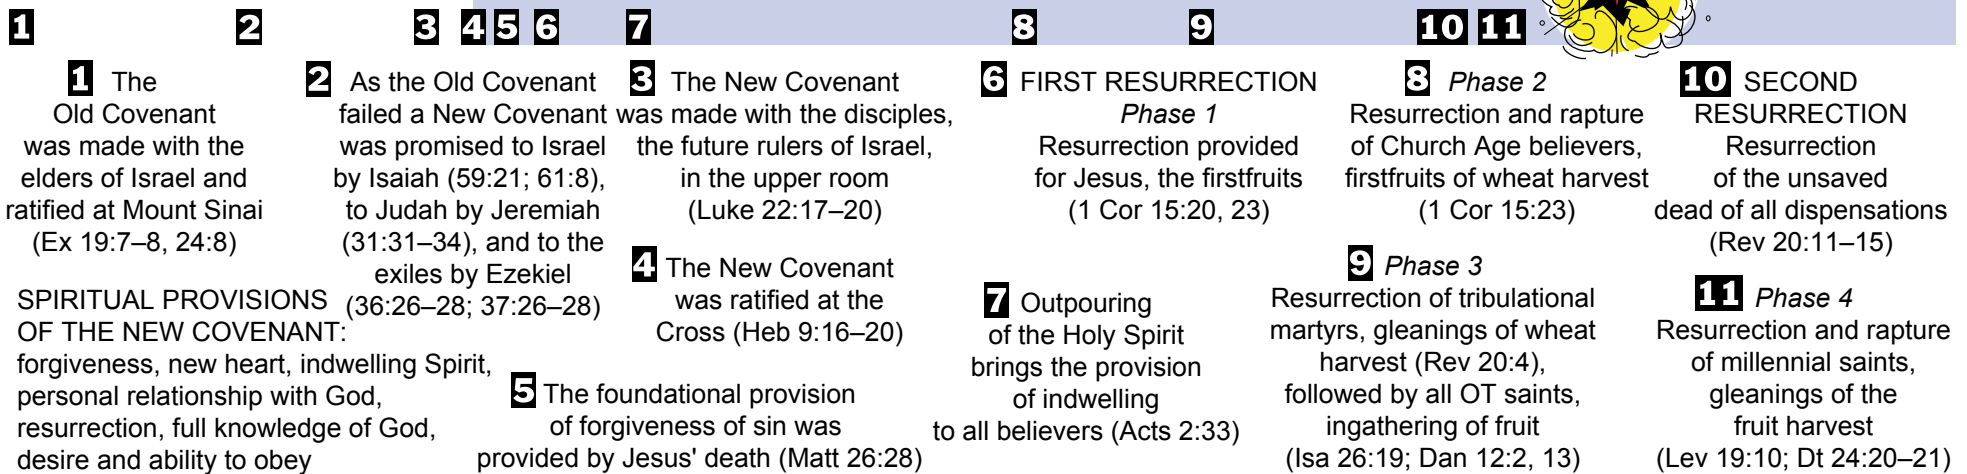 1 2 3 4 5 6 7 8 9 10 11
1 The
Old Covenant
was made with the
elders of Israel and
ratified at Mount Sinai
(Ex 19:7–8, 24:8)
SPIRITUAL PROVISIONS
OF THE NEW COVENANT:
forgiveness, new heart, indwelling Spirit,
personal relationship with God,
resurrection, full knowledge of God,
desire and ability to obey
2 As the Old Covenant
failed a New Covenant
was promised to Israel
by Isaiah (59:21; 61:8),
to Judah by Jeremiah
(31:31–34), and to the
exiles by Ezekiel
(36:26–28; 37:26–28)
3 The New Covenant
was made with the disciples,
the future rulers of Israel,
in the upper room
(Luke 22:17–20)
4 The New Covenant
was ratified at the
Cross (Heb 9:16–20)
5 The foundational provision
of forgiveness of sin was
provided by Jesus' death (Matt 26:28)
6 FIRST RESURRECTION
Phase 1
Resurrection provided
for Jesus, the firstfruits
(1 Cor 15:20, 23)
7 Outpouring
of the Holy Spirit
brings the provision
of indwelling
to all believers (Acts 2:33)
8 Phase 2
Resurrection and rapture
of Church Age believers,
firstfruits of wheat harvest
(1 Cor 15:23)
9 Phase 3
Resurrection of tribulational
martyrs, gleanings of wheat
harvest (Rev 20:4),
followed by all OT saints,
ingathering of fruit
(Isa 26:19; Dan 12:2, 13)
10 SECOND
RESURRECTION
Resurrection
of the unsaved
dead of all dispensations
(Rev 20:11–15)
11 Phase 4
Resurrection and rapture
of millennial saints,
gleanings of the
fruit harvest
(Lev 19:10; Dt 24:20–21)